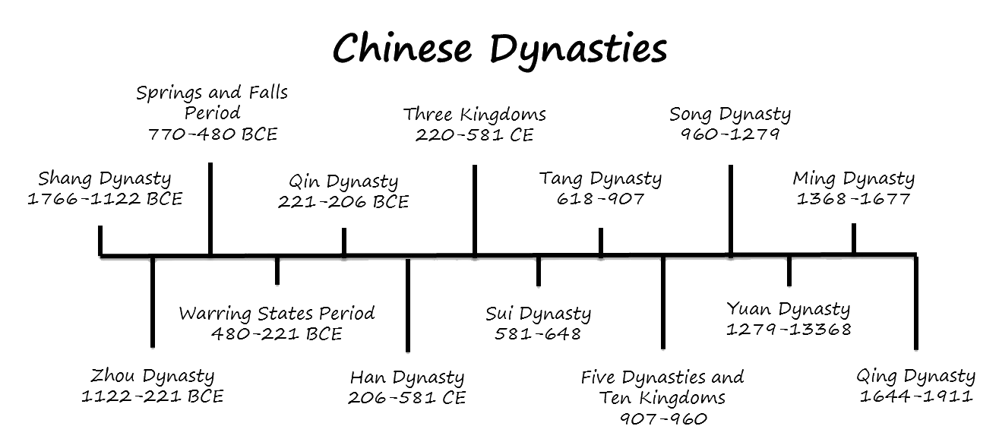 Chinese Dynasties
Shang Dynasty
1766-1122 BCE
Zhou Dynasty
1122-221 BCE
Springs and Falls
Period
770-480 BCE
Warring States Period
480-221 BCE
Qin Dynasty
221-206 BCE
Han Dynasty
206-581 CE
Three Kingdoms
220-581 CE
Sui Dynasty
581-648
Tang Dynasty
618-907
Five Dynasties and
Ten Kingdoms
907-960
Song Dynasty
960-1279
Yuan Dynasty
1279-13368
Ming Dynasty
1368-1677
Qing Dynasty
1644-1911